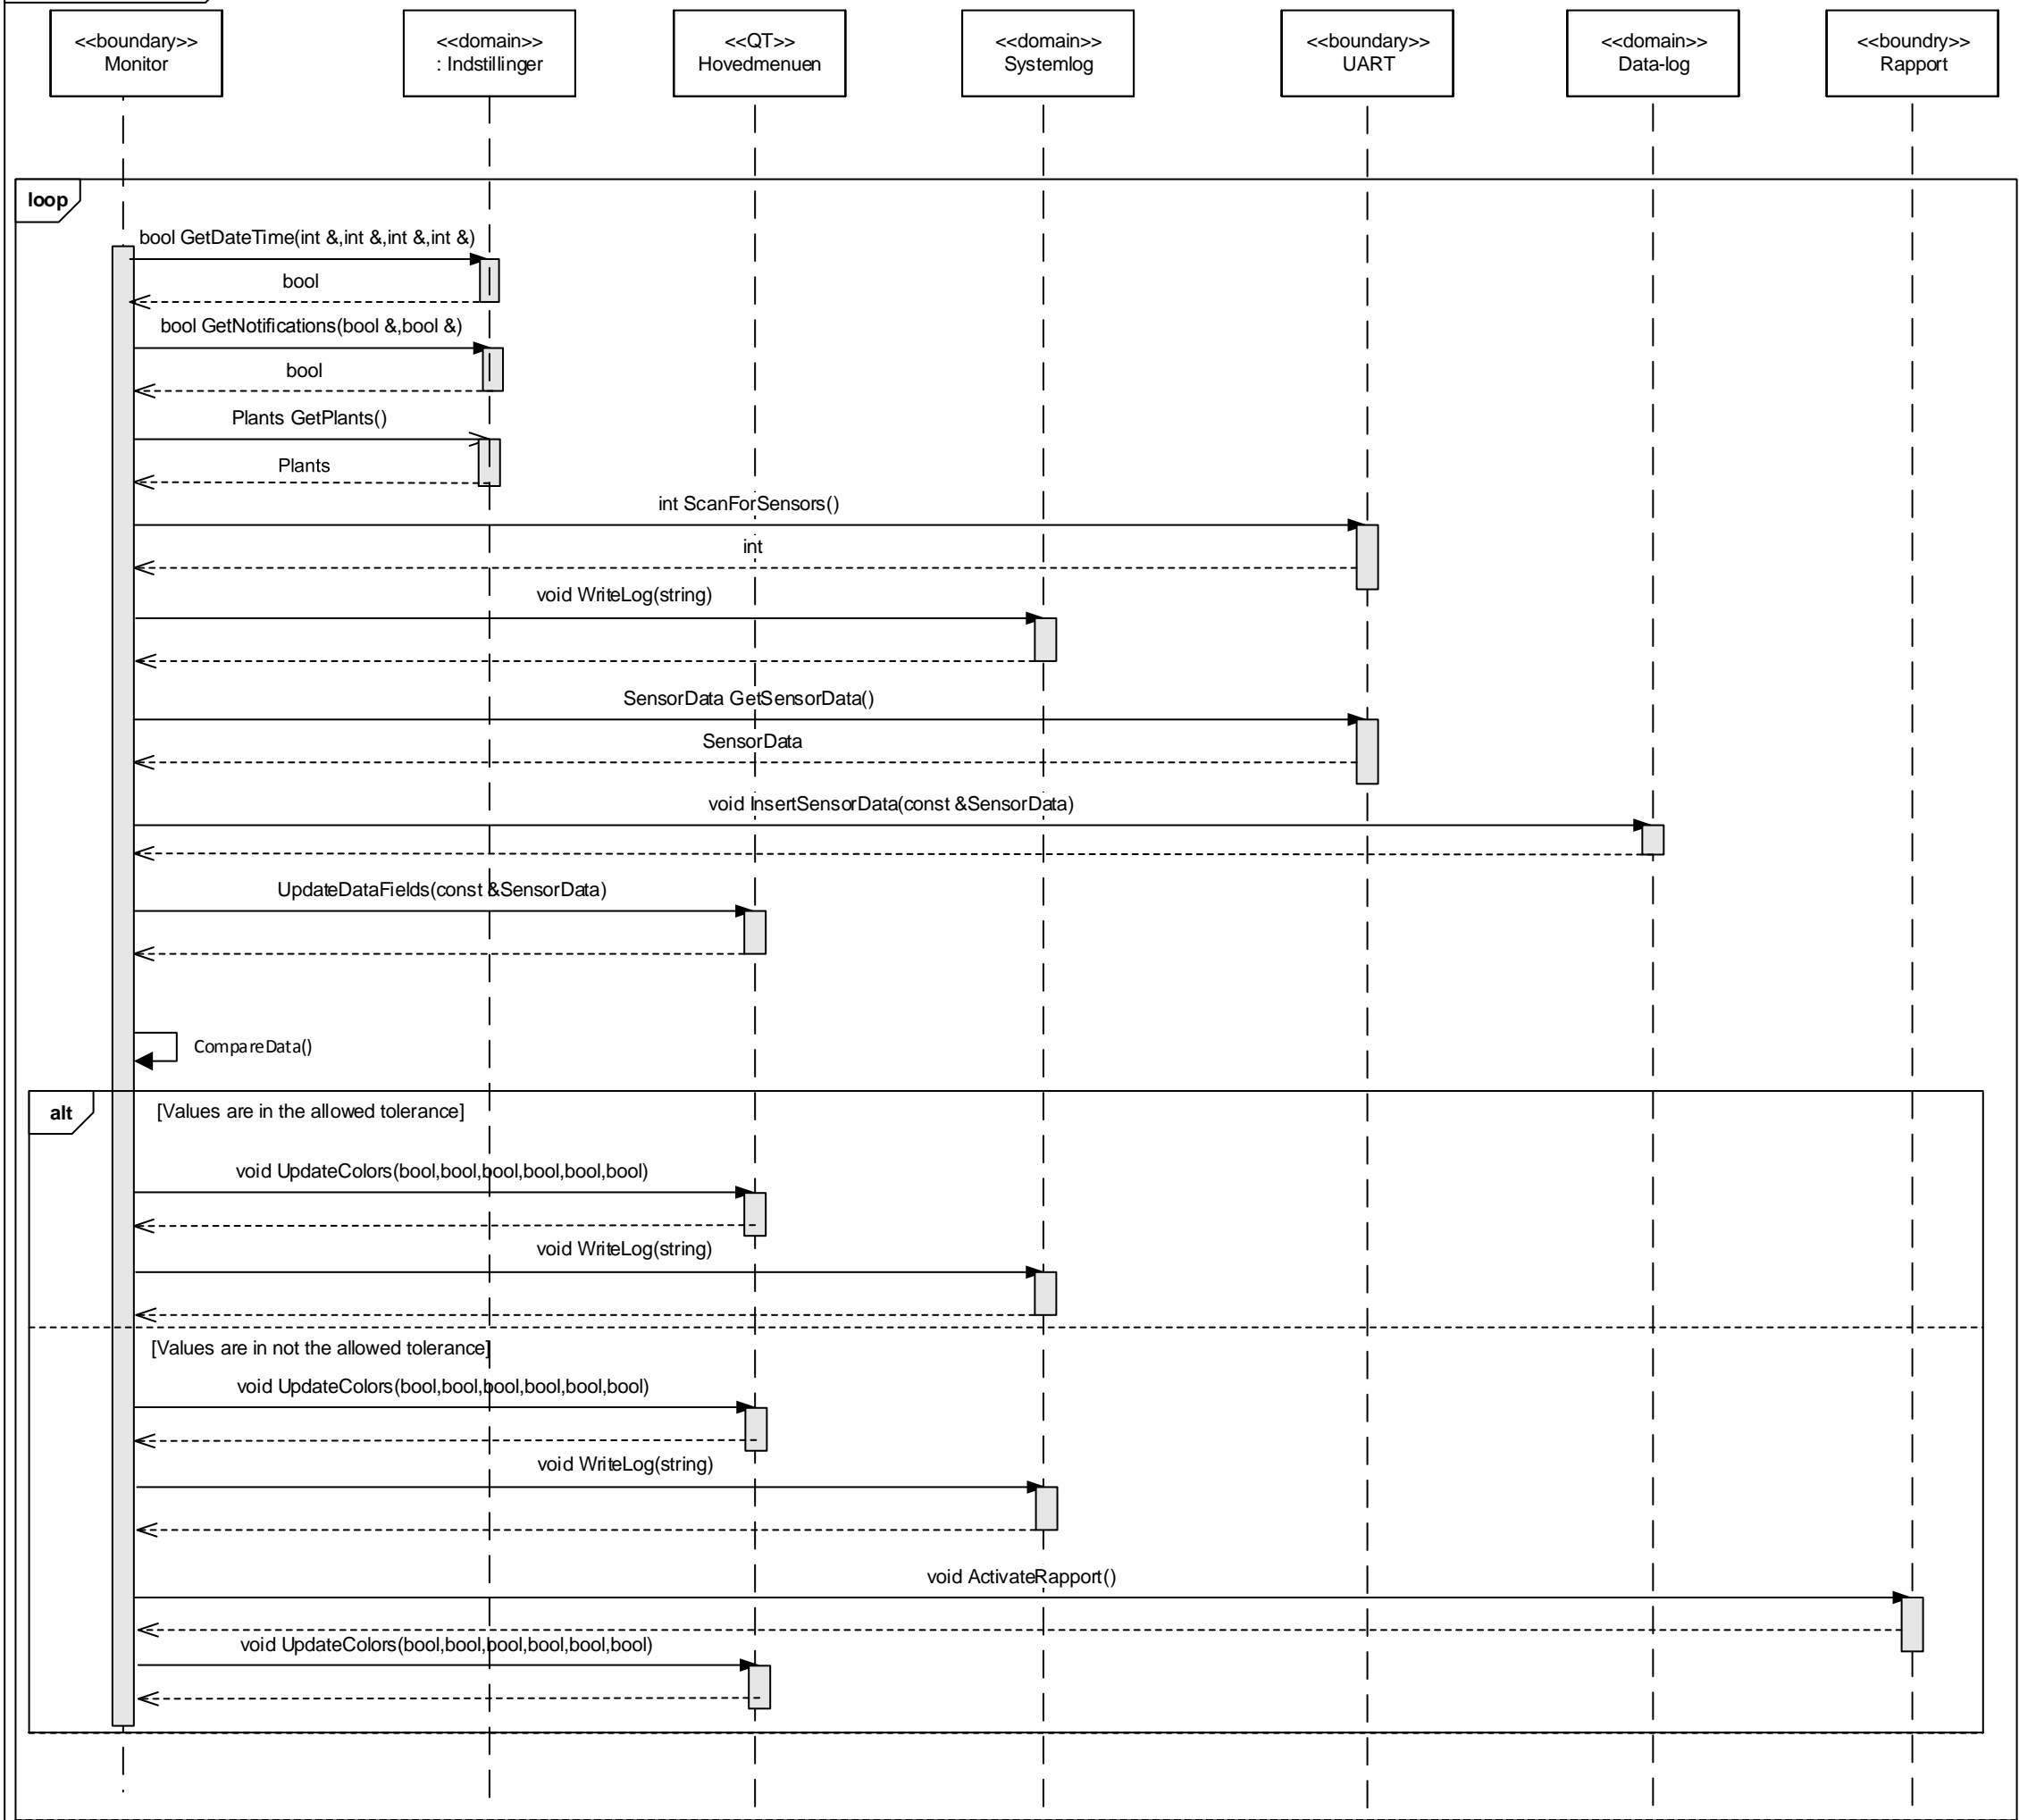 <<boundary>>
Monitor
<<domain>>
: Indstillinger
<<QT>>
Hovedmenuen
<<domain>>
Systemlog
<<boundary>>
UART
<<domain>>
Data-log
<<boundry>>
Rapport
loop
bool GetDateTime(int &,int &,int &,int &)
bool
bool GetNotifications(bool &,bool &)
bool
Plants GetPlants()
Plants
int ScanForSensors()
int
void WriteLog(string)
SensorData GetSensorData()
SensorData
void InsertSensorData(const &SensorData)
UpdateDataFields(const &SensorData)
CompareData()
alt
[Values are in the allowed tolerance]
void UpdateColors(bool,bool,bool,bool,bool,bool)
void WriteLog(string)
[Values are in not the allowed tolerance]
void UpdateColors(bool,bool,bool,bool,bool,bool)
void WriteLog(string)
void ActivateRapport()
void UpdateColors(bool,bool,bool,bool,bool,bool)